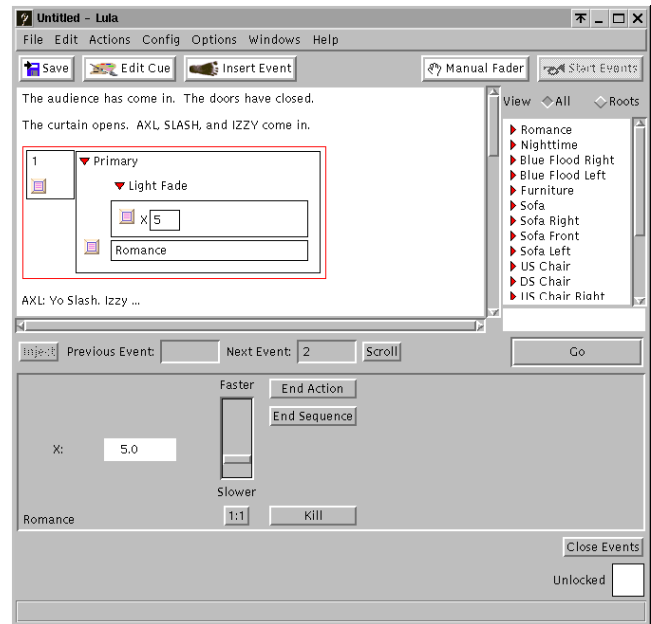 Untitled - Lula
File Edit Actions Config Options Windows Help
Save Edit Cue Insert Event Manual Fader Start Events
The audience has come in. The doors have closed.
The curtain opens. AXL, SLASH, and IZZY come in.
1
Primary
Light Fade
X 5
Romance
AXL: Yo Slash. Izzy ...
View All Roots
Romance
Nighttime
Blue Flood Right
Blue Flood Left
Furniture
Sofa
Sofa Right
Sofa Front
Sofa Left
US Chair
DS Chair
US Chair Right
Inject Previous Event: Next Event: 2 Scroll Go
Faster
End Action
End Sequence
X: 5.0
Slower
Romance
1:1 Kill
Close Events
Unlocked